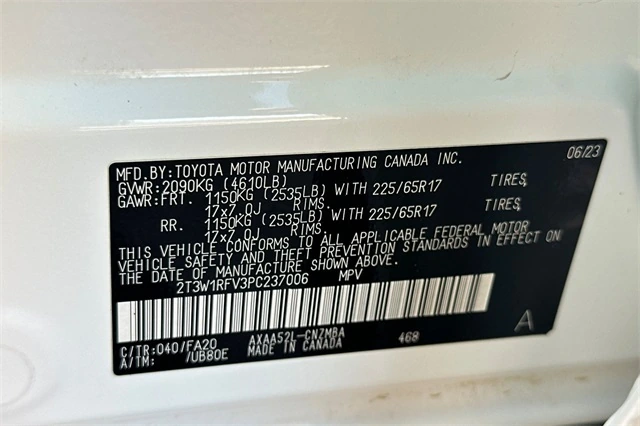 MFD.BY:TOYOTA MOTOR MANUFACTURING CANADA INC. 06/23
GVWR:2090KG (4610LB)
GAWR:FRT. 1150KG (2535LB) WITH 225/65R17 TIRES,
17x7.0J RIMS.
RR. 1150KG (2535LB) WITH 225/65R17 TIRES,
17x7.0J RIMS.
THIS VEHICLE CONFORMS TO ALL APPLICABLE FEDERAL MOTOR
VEHICLE SAFETY AND THEFT PREVENTION STANDARDS IN EFFECT ON
THE DATE OF MANUFACTURE SHOWN ABOVE.
2T3W1RFV3PC237006 MPV
C/TR:040/FA20 AXAA52L-CNZMBA 468 A
A/TM: /UB80E MADE IN CANADA